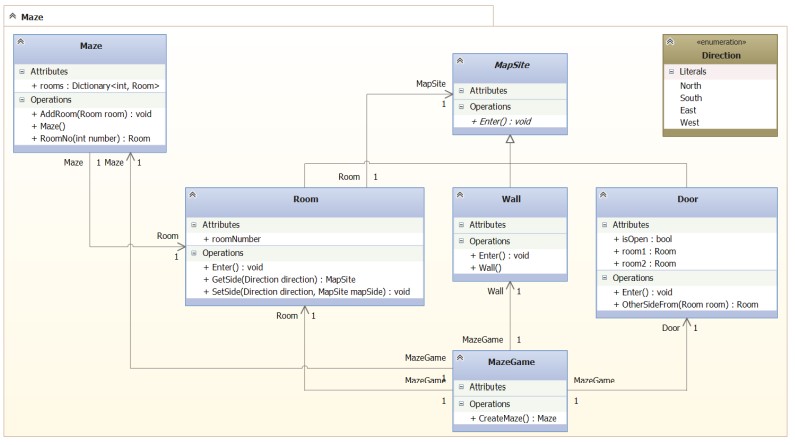 Maze
Maze
Attributes
+ rooms : Dictionary<int, Room>
Operations
+ AddRoom(Room room) : void
+ Maze()
+ RoomNo(int number) : Room
MapSite
Attributes
Operations
+ Enter() : void
«enumeration»
Direction
Literals
North
South
East
West
MapSite
1
Maze 1
Maze 1
Room 1
Room
1
Room
Attributes
+ roomNumber
Operations
+ Enter() : void
+ GetSide(Direction direction) : MapSite
+ SetSide(Direction direction, MapSite mapSide) : void
Wall
Attributes
Operations
+ Enter() : void
+ Wall()
Door
Attributes
+ isOpen : bool
+ room1 : Room
+ room2 : Room
Operations
+ Enter() : void
+ OtherSideFrom(Room room) : Room
Room 1
Wall 1
Door 1
MazeGame 1
MazeGame
1
MazeGame
1
MazeGame
Attributes
Operations
+ CreateMaze() : Maze
MazeGame
1